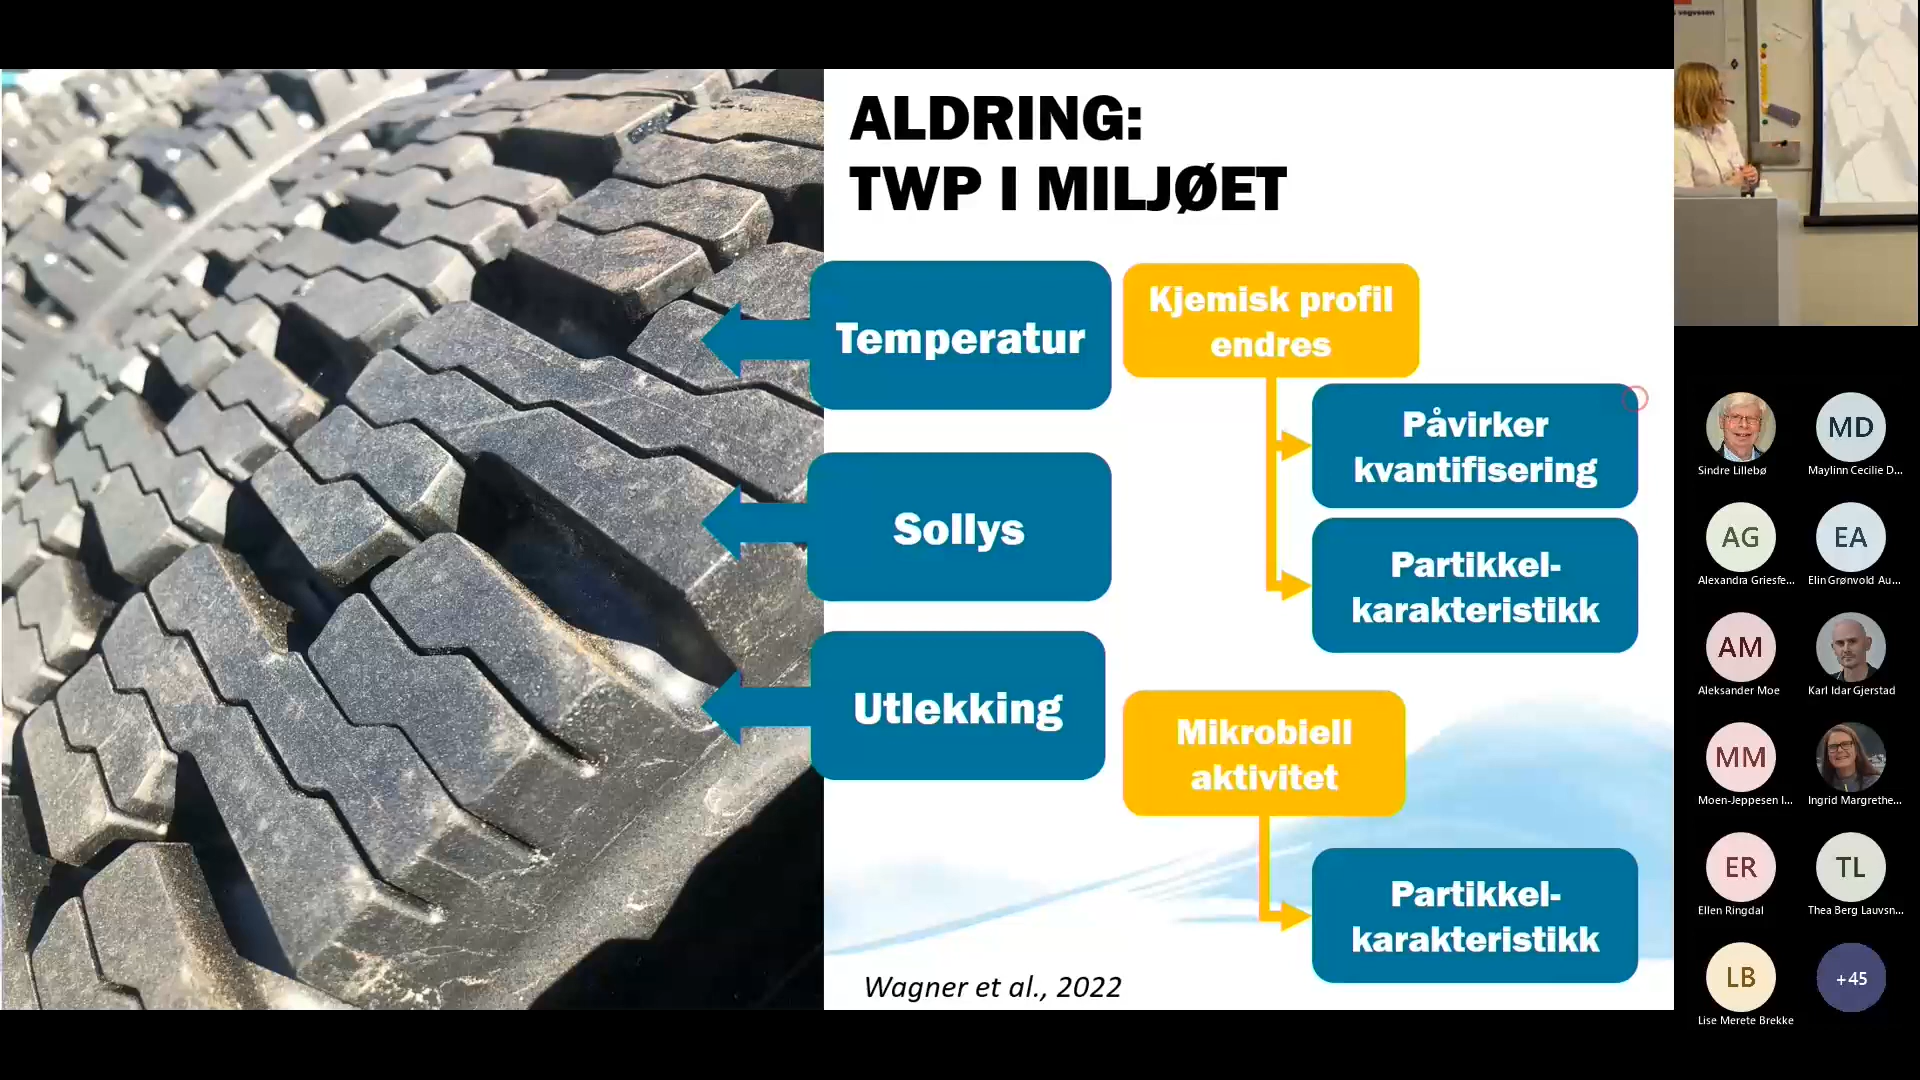 ALDRING:
TWP I MILJØET
Temperatur
Sollys
Utlekking
Kjemisk profil
endres
Påvirker
kvantifisering
Partikkel-
karakteristikk
Mikrobiell
aktivitet
Partikkel-
karakteristikk
Wagner et al., 2022
vegvesen
Sindre Lillebø
MD
Maylinn Cecilie D...
AG
Alexandra Griesfe...
EA
Elin Grønvold Au...
AM
Aleksander Moe
Karl Idar Gjerstad
MM
Moen-Jeppesen I...
Ingrid Margrethe...
ER
Ellen Ringdal
TL
Thea Berg Lauvsn...
LB
Lise Merete Brekke
+45